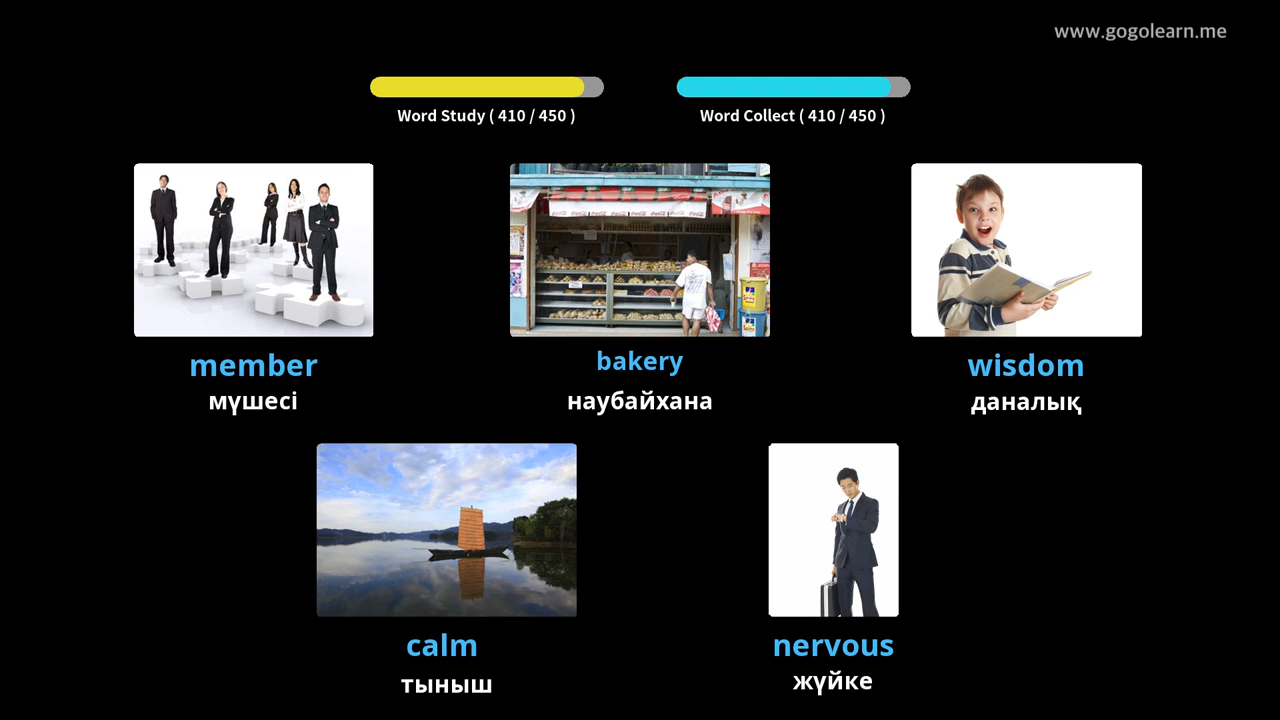 www.gogolearn.me
Word Study ( 410 / 450 )
Word Collect ( 410 / 450 )
member
мүшесі
bakery
наубайхана
wisdom
даналық
calm
тыныш
nervous
жүйке